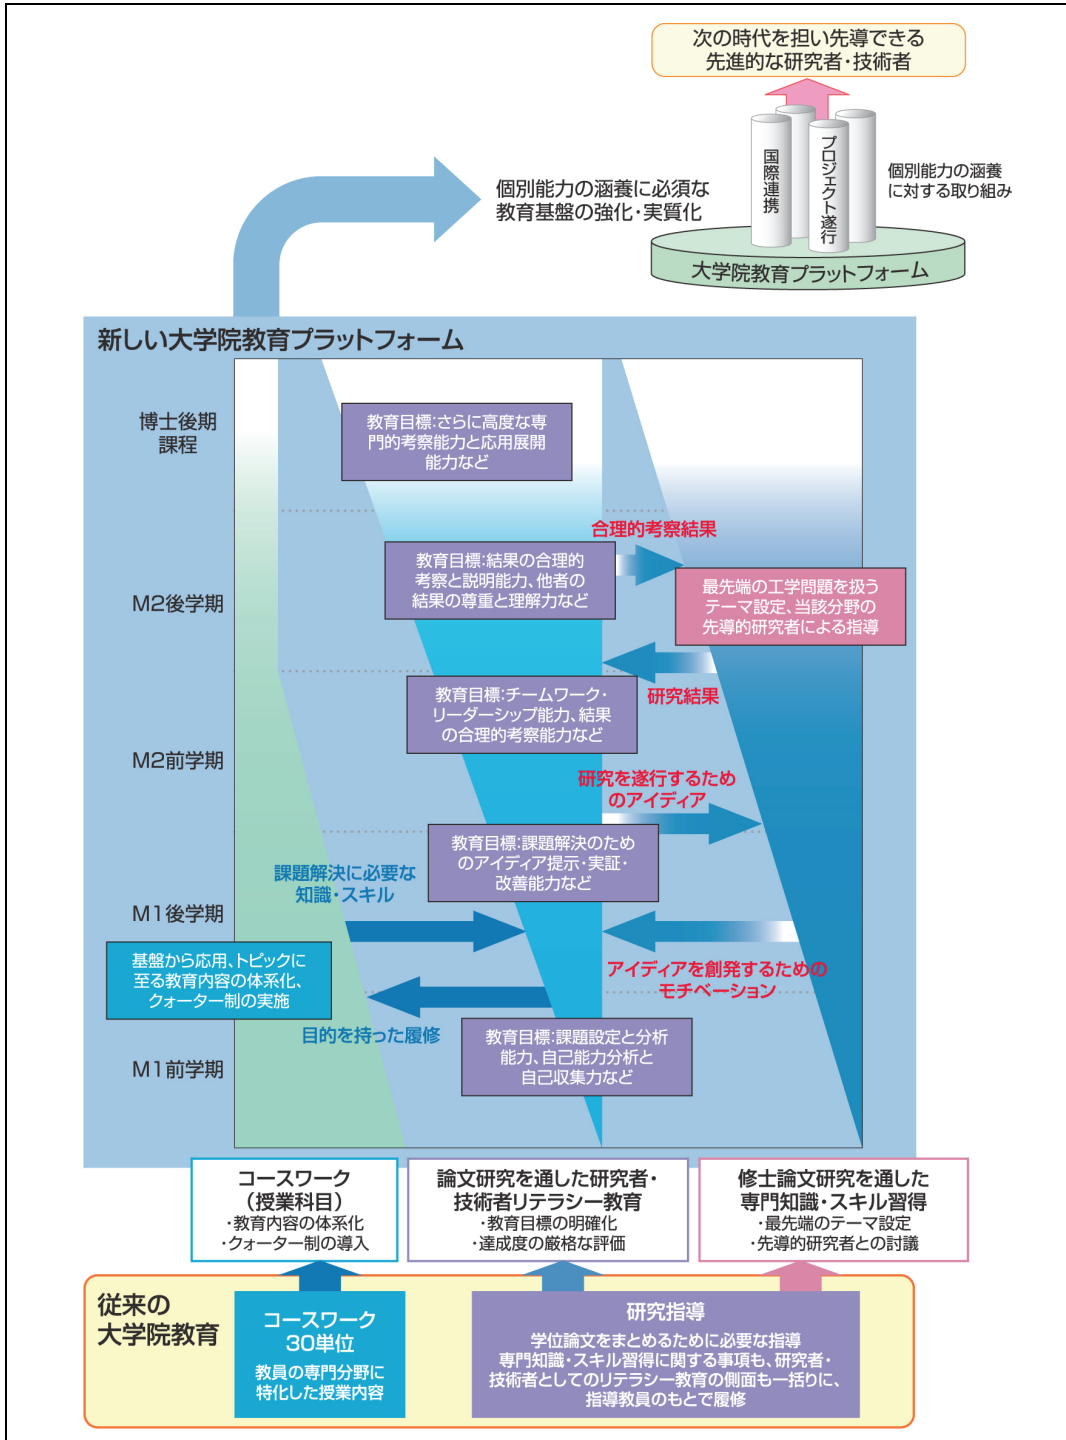 次の時代を担い先導できる
先進的な研究者・技術者
国際連携
プロジェクト遂行
個別能力の涵養
に対する取り組み
大学院教育プラットフォーム
個別能力の涵養に必須な
教育基盤の強化・実質化
新しい大学院教育プラットフォーム
博士後期
課程
教育目標:さらに高度な専
門的考察能力と応用展開
能力など
合理的考察結果
教育目標:結果の合理的
考察と説明能力、他者の
結果の尊重と理解力など
M2後学期
最先端の工学問題を扱う
テーマ設定、当該分野の
先導的研究者による指導
研究結果
教育目標:チームワーク・
リーダーシップ能力、結果
の合理的考察能力など
M2前学期
研究を遂行するため
のアイディア
教育目標:課題解決のため
のアイディア提示・実証・
改善能力など
課題解決に必要な
知識・スキル
M1後学期
基盤から応用、トピックに
至る教育内容の体系化、
クォーター制の実施
アイディアを創発するための
モチベーション
目的を持った履修
教育目標:課題設定と分析
能力、自己能力分析と
自己収集力など
M1前学期
コースワーク
(授業科目)
・教育内容の体系化
・クォーター制の導入
論文研究を通した研究者・
技術者リテラシー教育
・教育目標の明確化
・達成度の厳格な評価
修士論文研究を通した
専門知識・スキル習得
・最先端のテーマ設定
・先導的研究者との討議
従来の
大学院教育
コースワーク
30単位
教員の専門分野に
特化した授業内容
研究指導
学位論文をまとめるために必要な指導
専門知識・スキル習得に関する事項も、研究者・
技術者としてのリテラシー教育の側面も一括りに、
指導教員のもとで履修